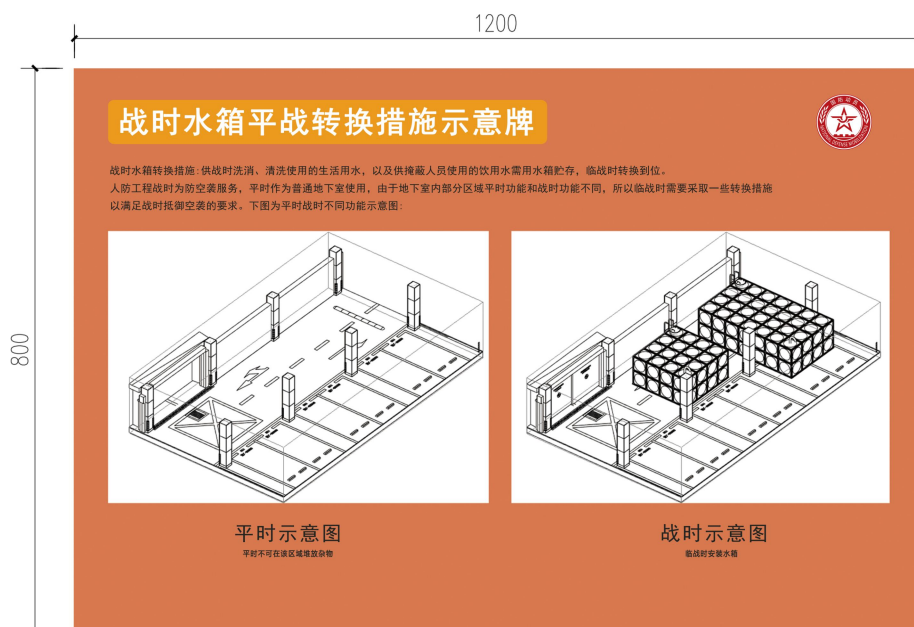 1200
800
战时水箱平战转换措施示意牌
战时水箱转换措施:供战时洗消、清洗使用的生活用水，以及供掩蔽人员使用的饮用水需用水箱贮存，临战时转换到位。
人防工程战时为防空袭服务，平时作为普通地下室使用，由于地下室内部分区域平时功能和战时功能不同，所以临战时需要采取一些转换措施
以满足战时抵御空袭的要求。下图为平时战时不同功能示意图:
平时示意图
平时不可在该区域堆放杂物
战时示意图
临战时安装水箱